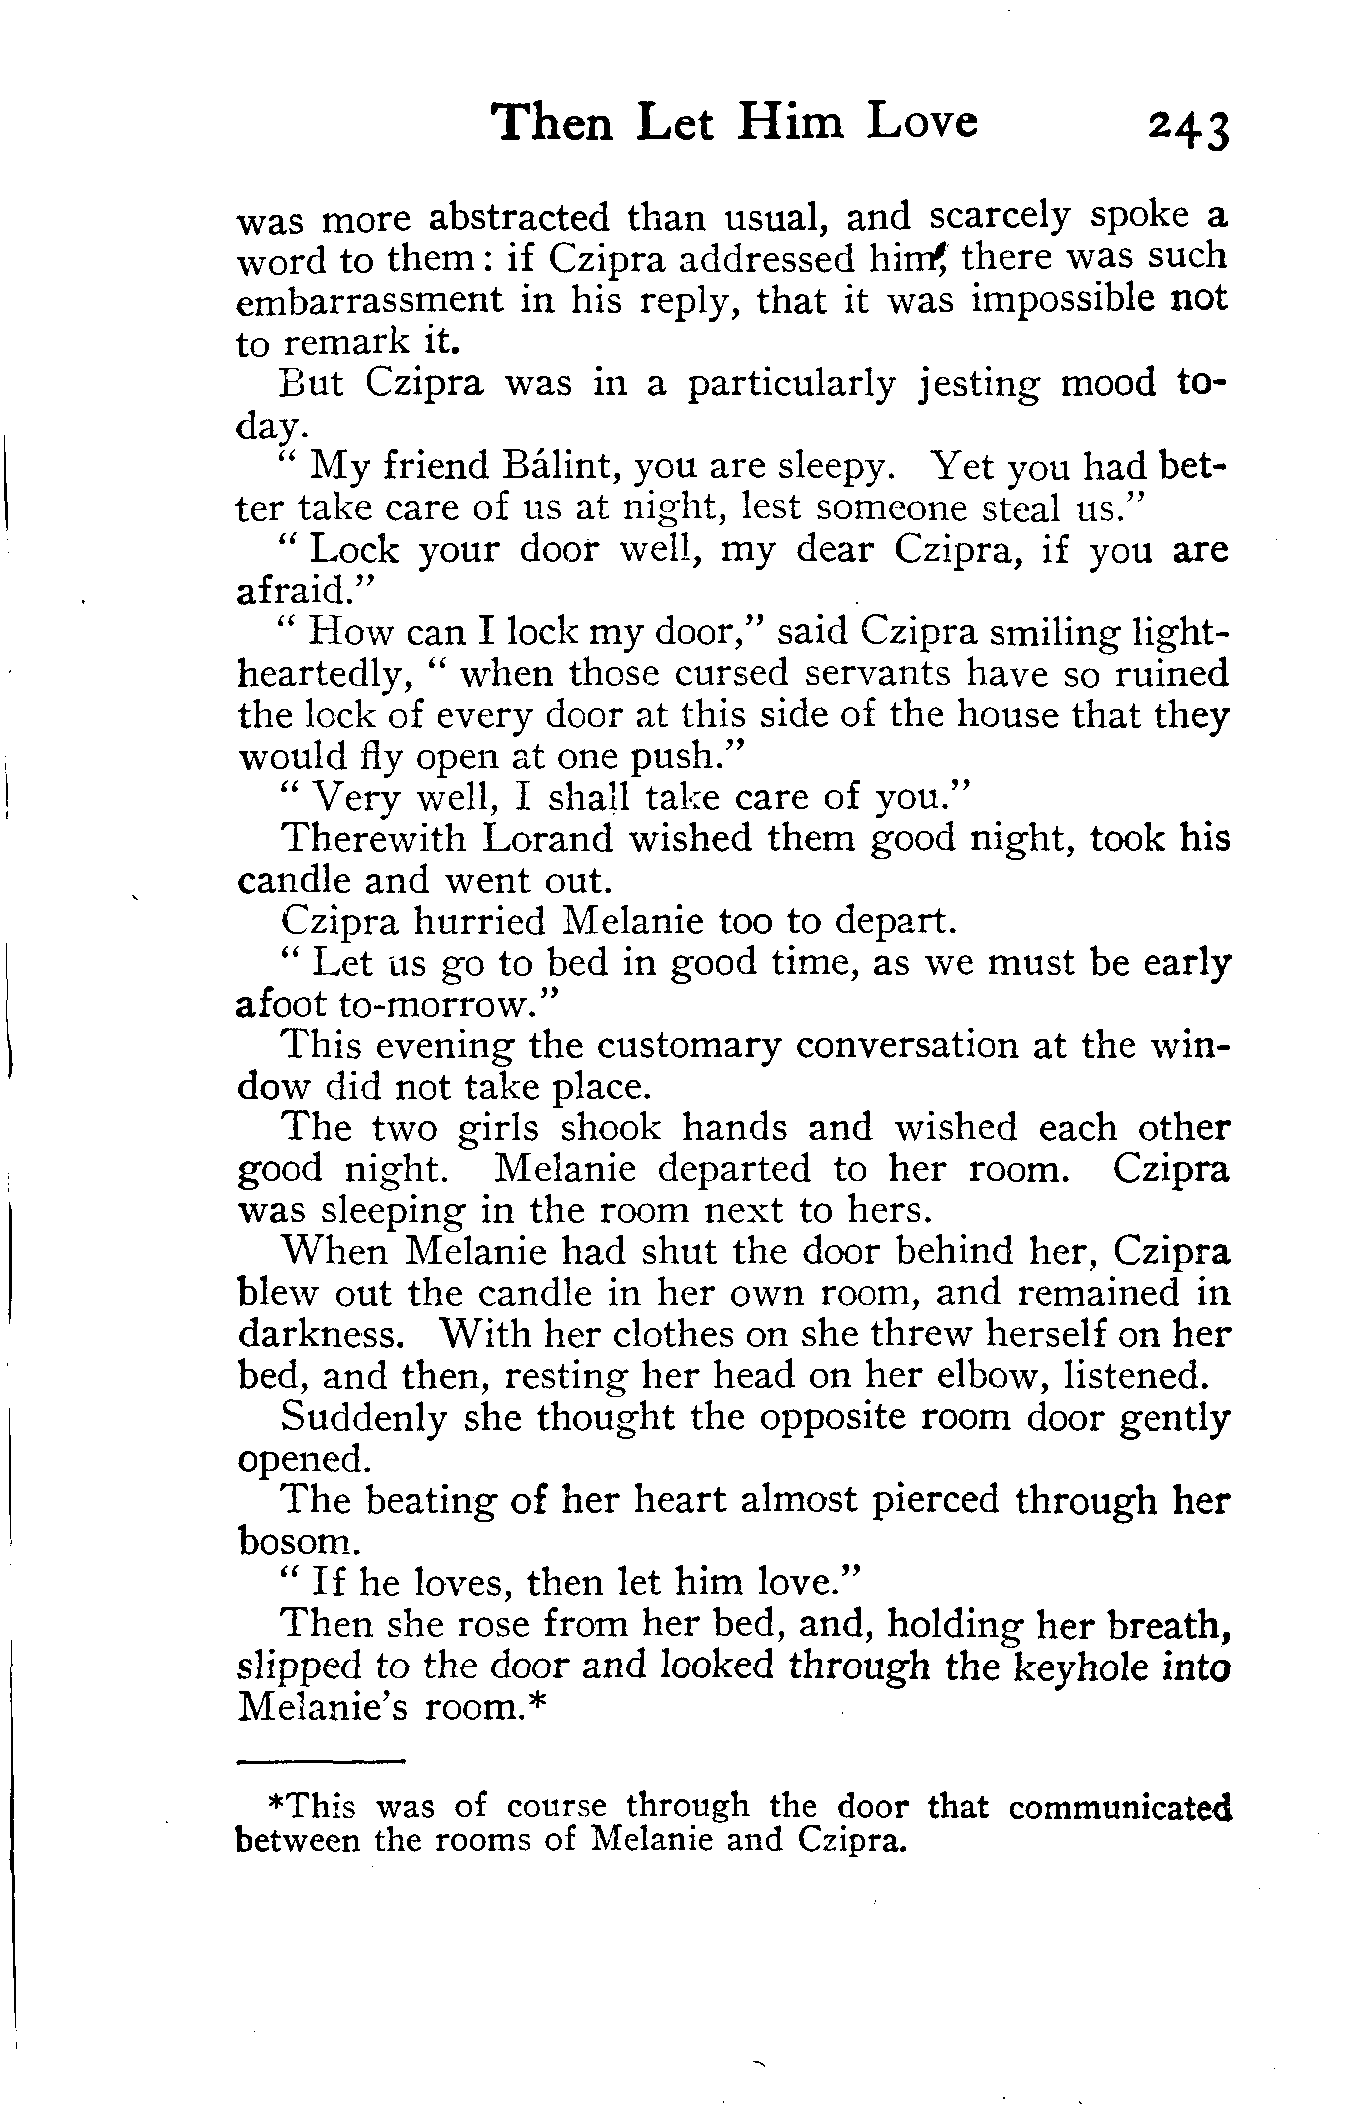 Then Let Him Love 243
was more abstracted than usual, and scarcely spoke a
word to them: if Czipra addressed him, there was such
embarrassment in his reply, that it was impossible not
to remark it.
But Czipra was in a particularly jesting mood to-
day.
" My friend Bálint, you are sleepy. Yet you had bet-
ter take care of us at night, lest someone steal us."
" Lock your door well, my dear Czipra, if you are
afraid."
" How can I lock my door," said Czipra smiling light-
heartedly, " when those cursed servants have so ruined
the lock of every door at this side of the house that they
would fly open at one push."
" Very well, I shall take care of you."
Therewith Lorand wished them good night, took his
candle and went out.
Czipra hurried Melanie too to depart.
" Let us go to bed in good time, as we must be early
afoot to-morrow."
This evening the customary conversation at the win-
dow did not take place.
The two girls shook hands and wished each other
good night. Melanie departed to her room. Czipra
was sleeping in the room next to hers.
When Melanie had shut the door behind her, Czipra
blew out the candle in her own room, and remained in
darkness. With her clothes on she threw herself on her
bed, and then, resting her head on her elbow, listened.
Suddenly she thought the opposite room door gently
opened.
The beating of her heart almost pierced through her
bosom.
" If he loves, then let him love."
Then she rose from her bed, and, holding her breath,
slipped to the door and looked through the keyhole into
Melanie's room.*
*This was of course through the door that communicated
between the rooms of Melanie and Czipra.